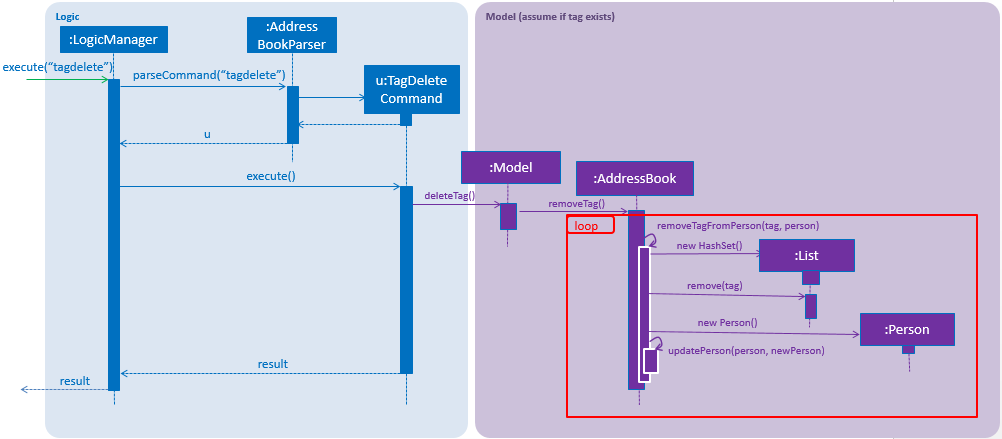 Logic
Model (assume if tag exists)
:LogicManager
:Address
BookParser
execute(“tagdelete”)
parseCommand(“tagdelete”)
u:TagDelete
Command
u
:Model
:AddressBook
execute()
deleteTag()
removeTag()
loop
removeTagFromPerson(tag, person)
new HashSet()
:List
remove(tag)
new Person()
:Person
updatePerson(person, newPerson)
result
result